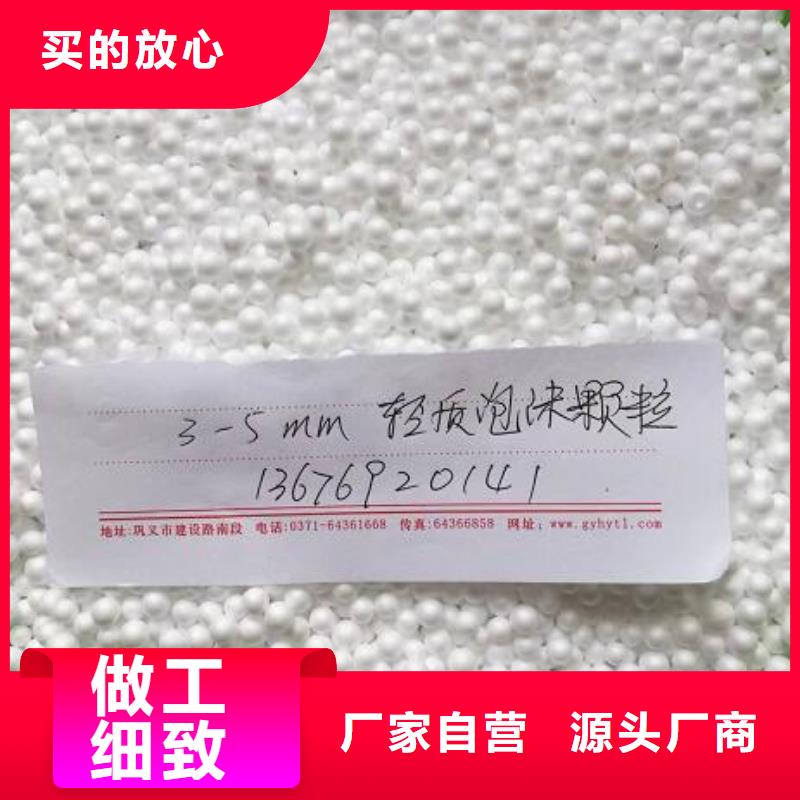 买的放心
3-5mm 轻质泡沫颗粒
13676920141
地址:巩义市建设路南段 电话:0371-64361668 传真:64366858 网址:www.gyhytl.com
做工
细致
厂家自营 源头厂商